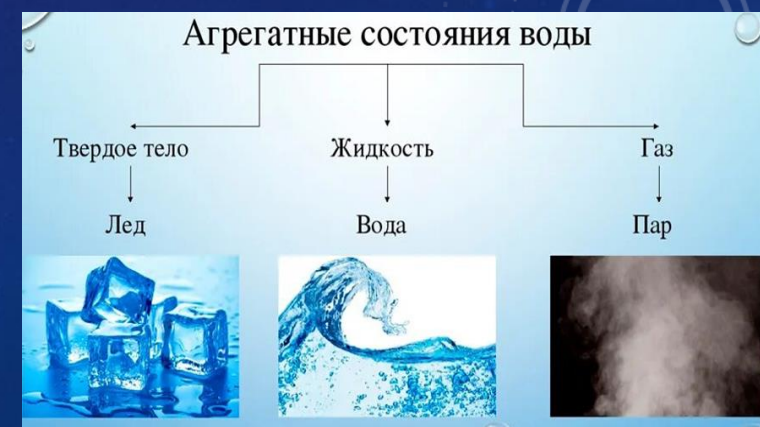 Агрегатные состояния воды
Твердое тело
Жидкость
Газ
Лед
Вода
Пар